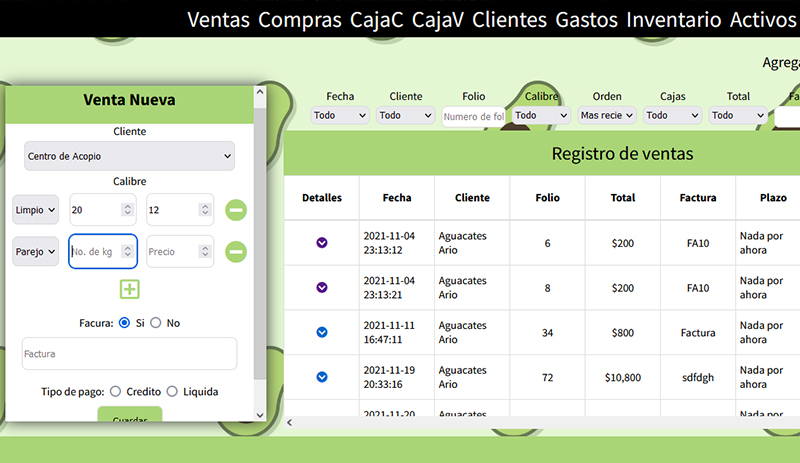 Ventas Compras CajaC CajaV Clientes Gastos Inventario Activos
Venta Nueva
Cliente
Centro de Acopio
Calibre
Limpio 20 12
Parejo No. de kg Precio
Facura: Si No
Factura
Tipo de pago: Credito Liquida
Guardar
Agrega
Fecha Cliente Folio Calibre Orden Cajas Total Fa
Todo Todo Numero de fol Todo Mas recie Todo Todo
Registro de ventas
Detalles Fecha Cliente Folio Total Factura Plazo
2021-11-04 Aguacates 6 $200 FA10 Nada por
23:13:12 Ario ahora
2021-11-04 Aguacates 8 $200 FA10 Nada por
23:13:21 Ario ahora
2021-11-11 Aguacates 34 $800 Factura Nada por
16:47:11 Ario ahora
2021-11-19 Aguacates 72 $10,800 sdfdgh Nada por
20:33:16 Ario ahora
2021-11-20 Aguacates Nada por